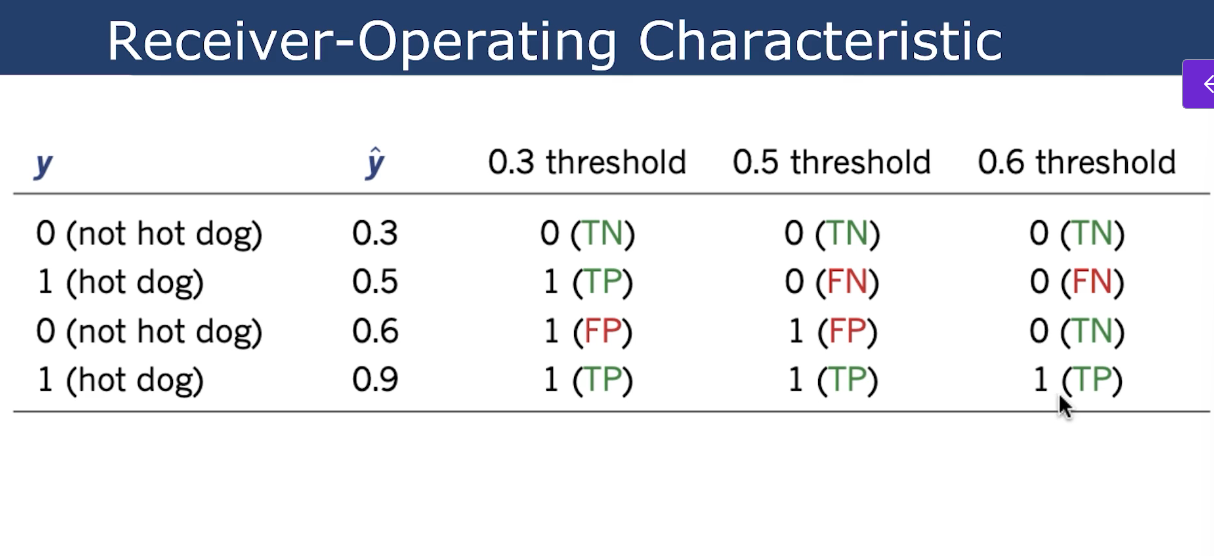 Receiver-Operating Characteristic
y ŷ 0.3 threshold 0.5 threshold 0.6 threshold
0 (not hot dog) 0.3 0 (TN) 0 (TN) 0 (TN)
1 (hot dog) 0.5 1 (TP) 0 (FN) 0 (FN)
0 (not hot dog) 0.6 1 (FP) 1 (FP) 0 (TN)
1 (hot dog) 0.9 1 (TP) 1 (TP) 1 (TP)